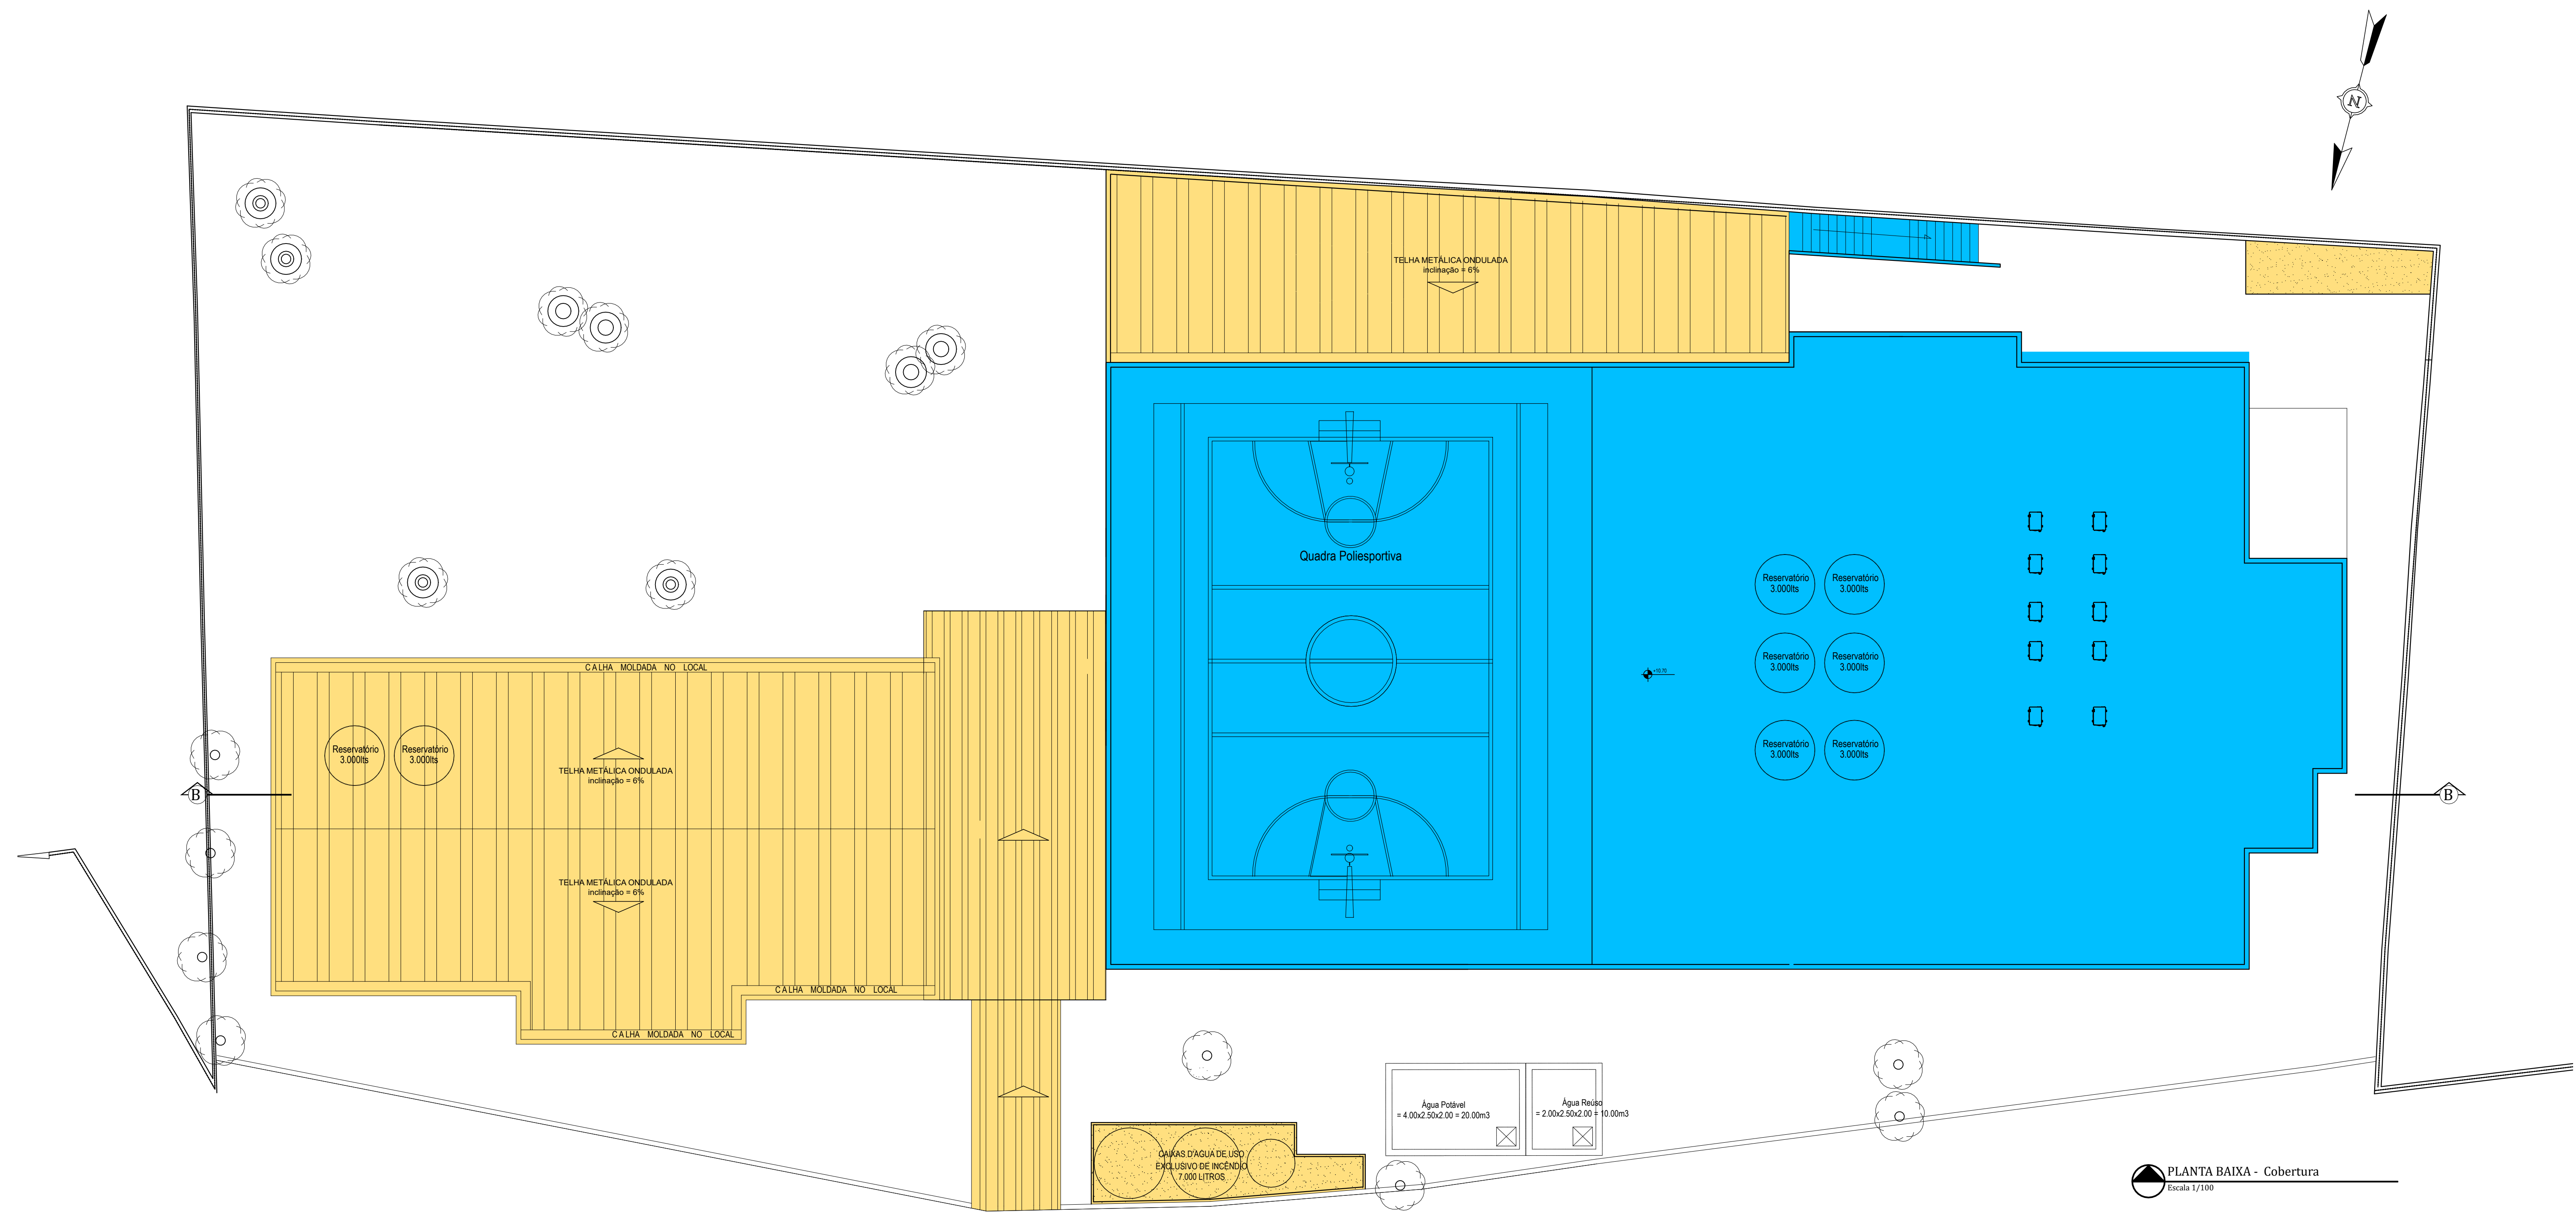 N
TELHA METÁLICA ONDULADA
inclinação = 6%
Quadra Poliesportiva
Reservatório
3.000lts
Reservatório
3.000lts
Reservatório
3.000lts
Reservatório
3.000lts
Reservatório
3.000lts
Reservatório
3.000lts
+10,70
CALHA MOLDADA NO LOCAL
Reservatório
3.000lts
Reservatório
3.000lts
TELHA METÁLICA ONDULADA
inclinação = 6%
B
B
TELHA METÁLICA ONDULADA
inclinação = 6%
CALHA MOLDADA NO LOCAL
CALHA MOLDADA NO LOCAL
Água Potável
= 4.00x2.50x2.00 = 20.00m3
Água Reúso
= 2.00x2.50x2.00 = 10.00m3
CAIXAS D'AGUA DE USO
EXCLUSIVO DE INCÊNDIO
7.000 LITROS
PLANTA BAIXA - Cobertura
Escala 1/100